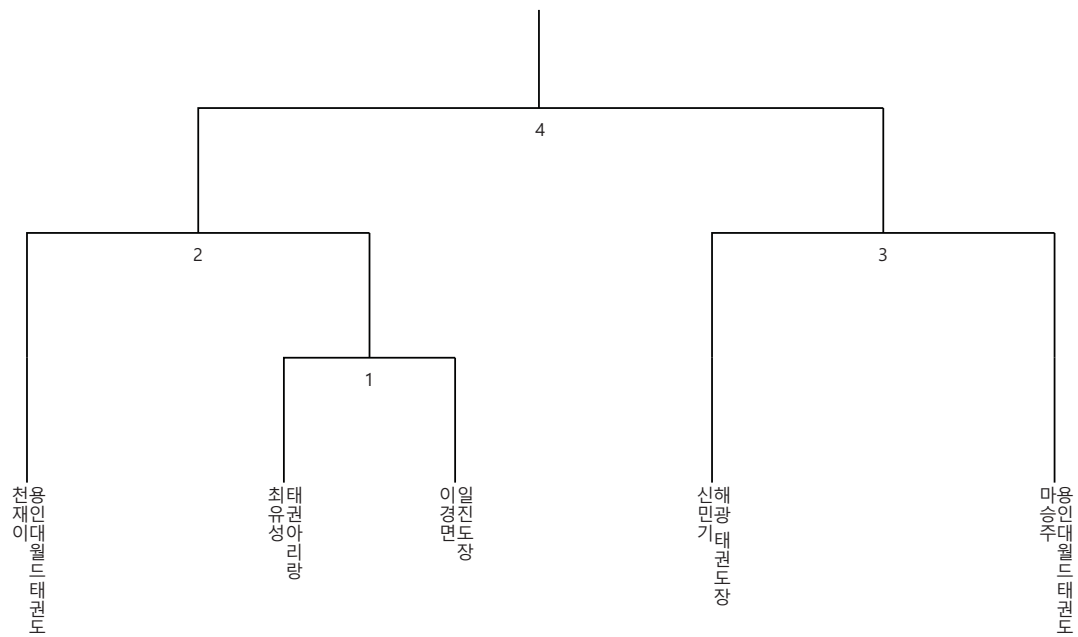 4
2
3
1
천재이
용인대월드태권도
최유성
태권아리랑
이경면
일진도장
신민기
해광 태권도장
마승주
용인대월드태권도